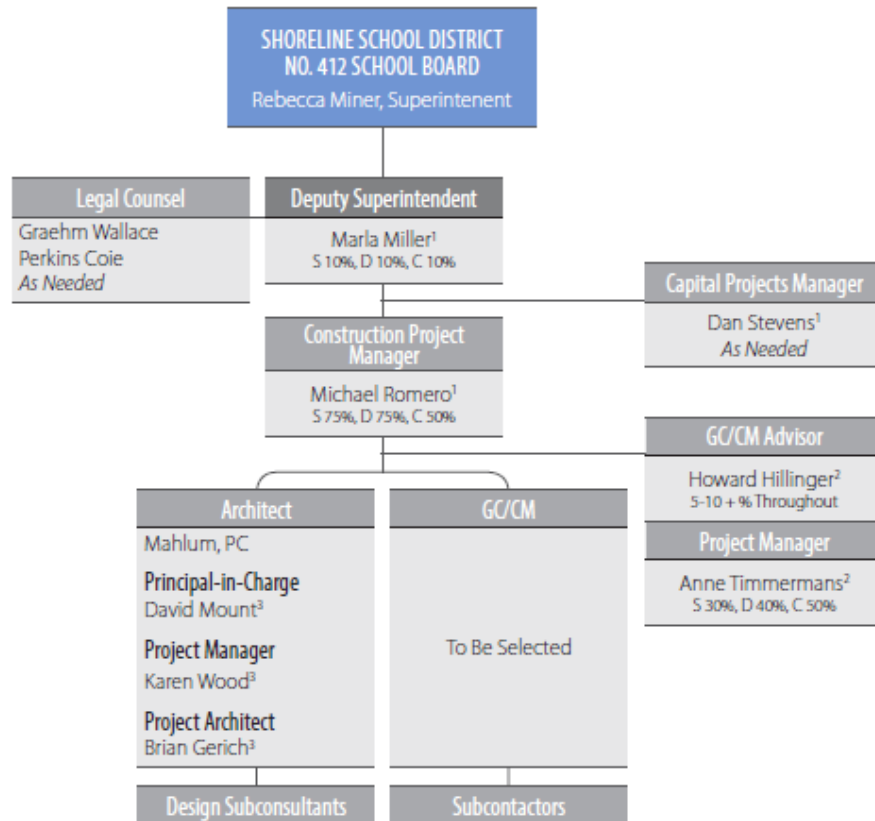 SHORELINE SCHOOL DISTRICT
NO. 412 SCHOOL BOARD
Rebecca Miner, Superintenent
Legal Counsel
Graehm Wallace
Perkins Coie
As Needed
Deputy Superintendent
Marla Miller¹
S 10%, D 10%, C 10%
Capital Projects Manager
Dan Stevens¹
As Needed
Construction Project
Manager
Michael Romero¹
S 75%, D 75%, C 50%
GC/CM Advisor
Howard Hillinger²
5-10 + % Throughout
Project Manager
Anne Timmermans²
S 30%, D 40%, C 50%
Architect
Mahlum, PC
Principal-in-Charge
David Mount³
Project Manager
Karen Wood³
Project Architect
Brian Gerich³
GC/CM
To Be Selected
Design Subconsultants
Subcontactors